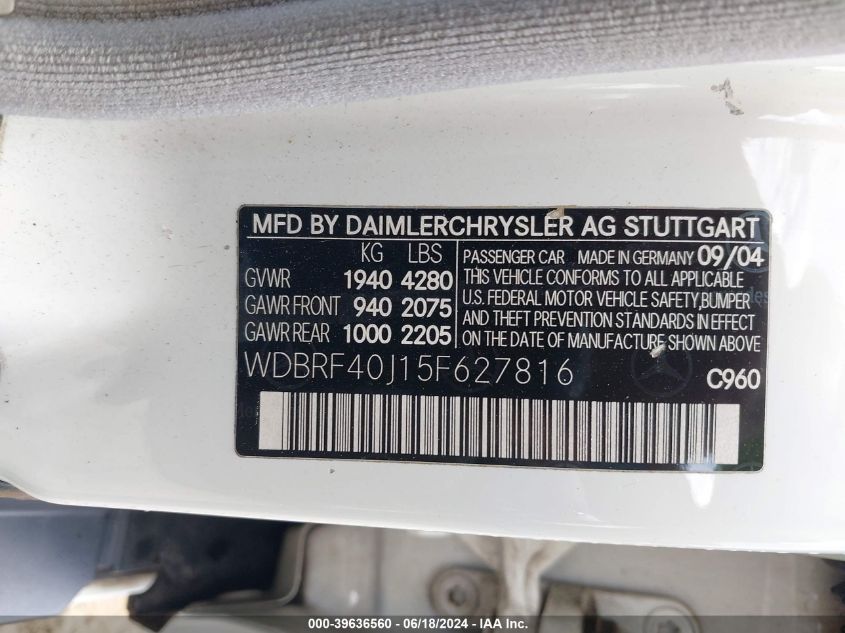 MFD BY DAIMLERCHRYSLER AG STUTTGART
KG LBS
GVWR 1940 4280
GAWR FRONT 940 2075
GAWR REAR 1000 2205
PASSENGER CAR MADE IN GERMANY 09/04
THIS VEHICLE CONFORMS TO ALL APPLICABLE
U.S. FEDERAL MOTOR VEHICLE SAFETY,BUMPER
AND THEFT PREVENTION STANDARDS IN EFFECT
ON THE DATE OF MANUFACTURE SHOWN ABOVE
WDBRF40J15F627816
C960
000-39636560 - 06/18/2024 - IAA Inc.